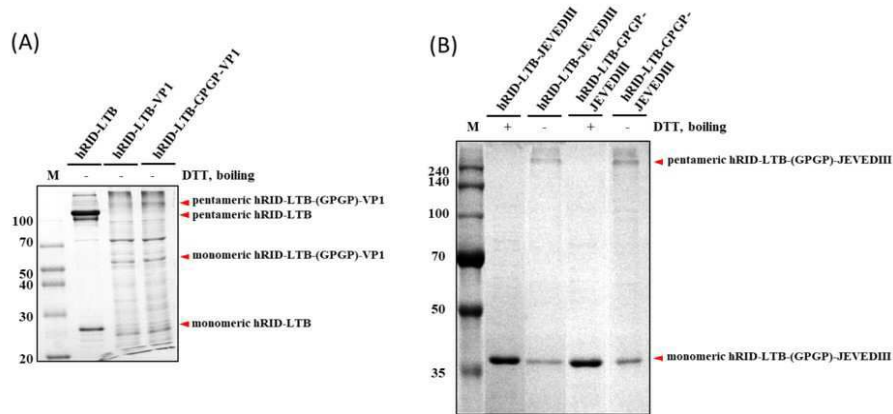 (A)
hRID-LTB
hRID-LTB-VP1
hRID-LTB-GPGP-VP1
M
-
-
-
DTT, boiling
100
70
50
40
30
20
pentameric hRID-LTB-(GPGP)-VP1
pentameric hRID-LTB
monomeric hRID-LTB-(GPGP)-VP1
monomeric hRID-LTB
(B)
hRID-LTB-JEVEDIII
hRID-LTB-JEVEDIII
hRID-LTB-GPGP-
JEVEDIII
hRID-LTB-GPGP-
JEVEDIII
M
+
-
+
-
DTT, boiling
240
140
100
70
50
35
pentameric hRID-LTB-(GPGP)-JEVEDIII
monomeric hRID-LTB-(GPGP)-JEVEDIII